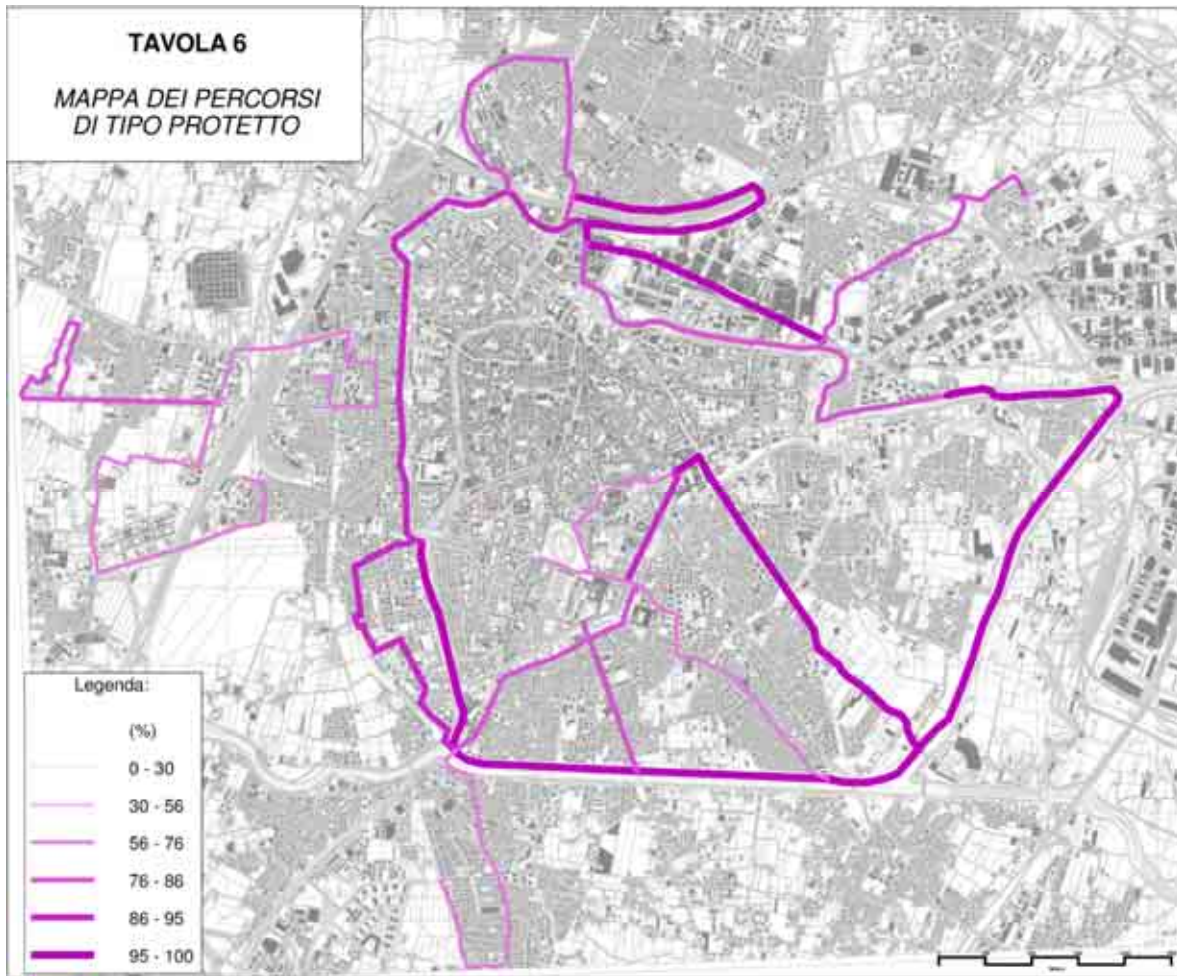 TAVOLA 6
MAPPA DEI PERCORSI
DI TIPO PROTETTO
Legenda:
(%)
0 - 30
30 - 56
56 - 76
76 - 86
86 - 95
95 - 100